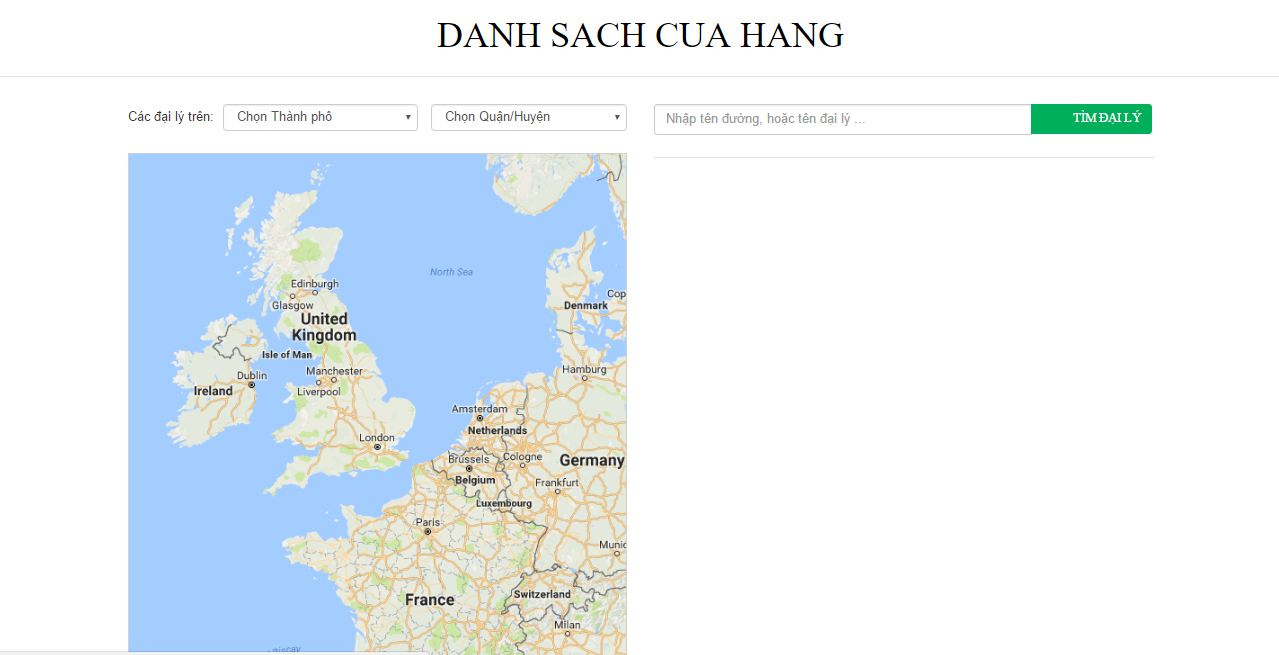 DANH SACH CUA HANG
Các đại lý trên:
Chọn Thành phố
Chọn Quận/Huyện
Nhập tên đường, hoặc tên đại lý ...
TÌM ĐẠI LÝ
North Sea
Edinburgh
Glasgow
United
Kingdom
Denmark
Cop
Isle of Man
Hamburg
Manchester
Dublin
Ireland
Liverpool
Amsterdam
Netherlands
London
Brussels
Cologne
Germany
Belgium
Frankfurt
Luxembourg
Paris
Munic
Switzerland
France
Milan